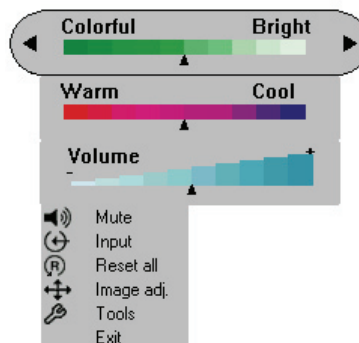 Colorful Bright
Warm Cool
Volume
- +
Mute
Input
R Reset all
Image adj.
Tools
Exit